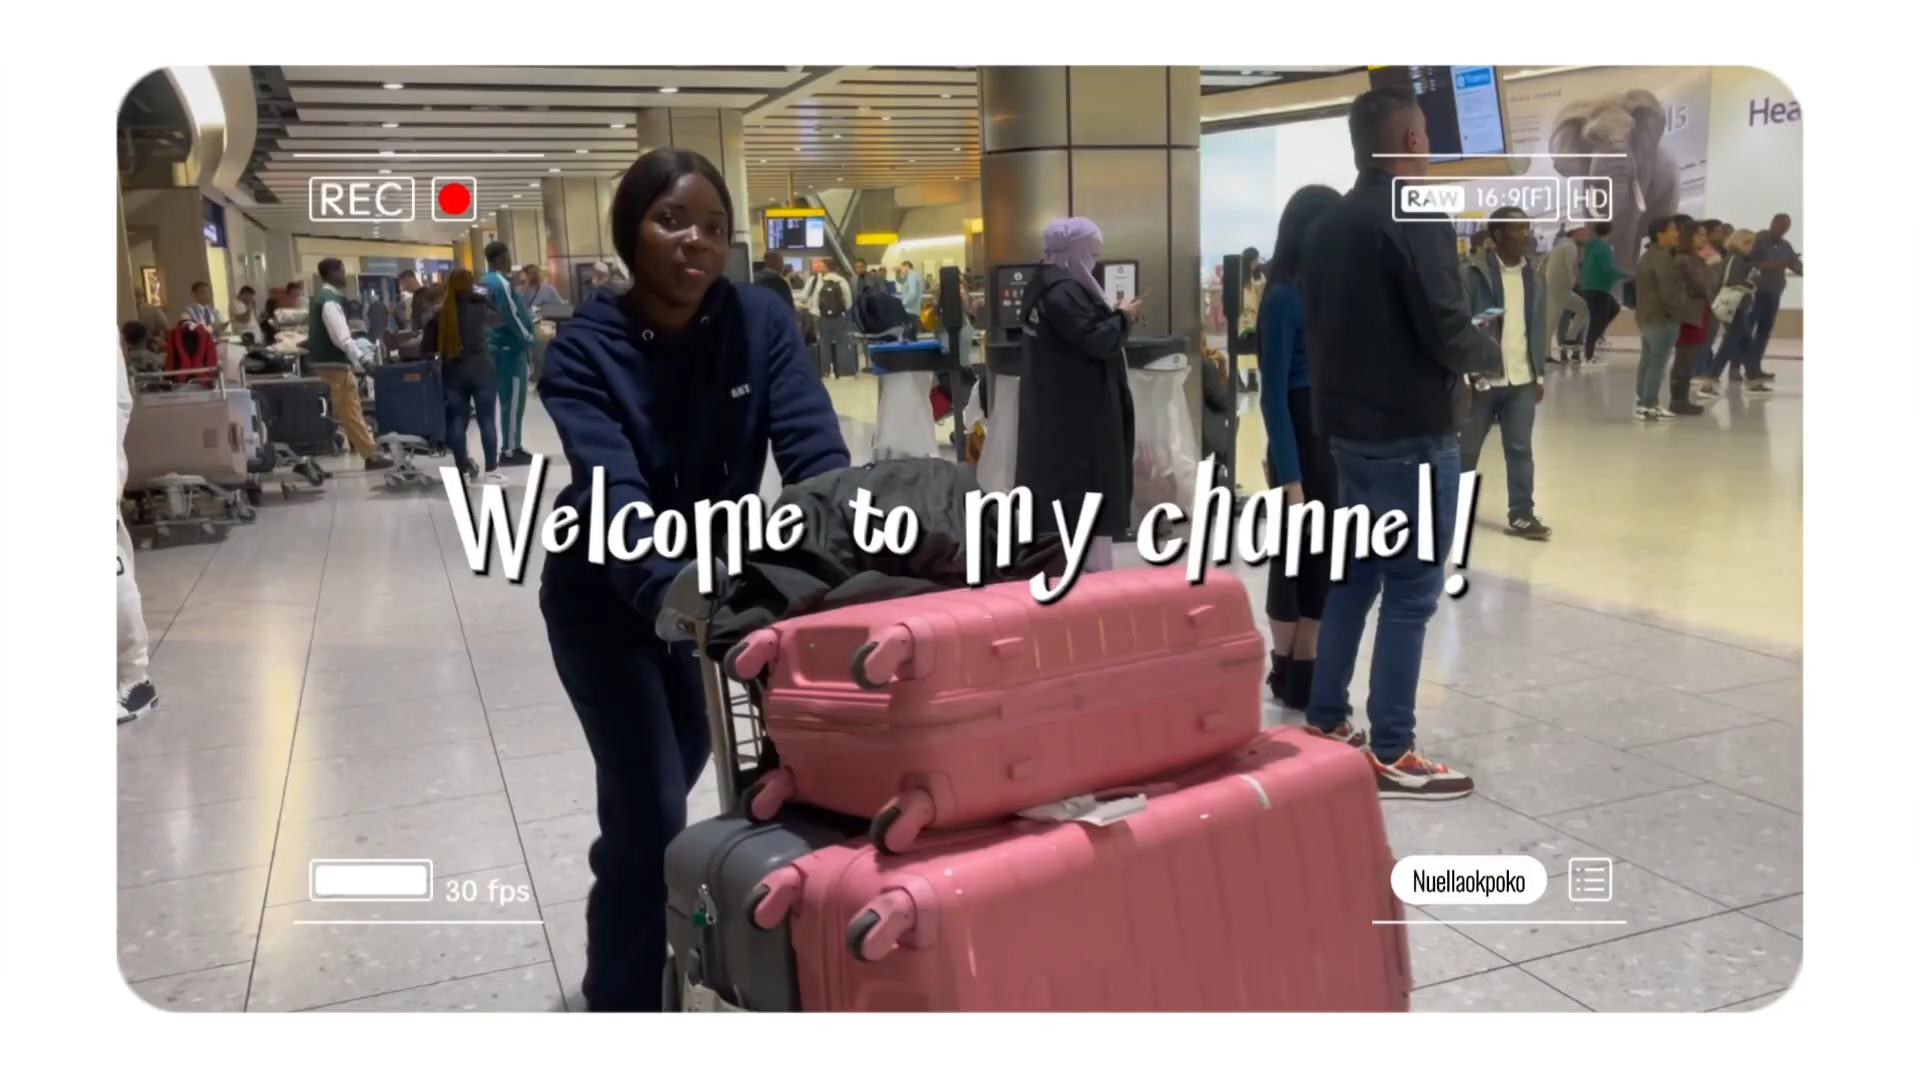 REC
RAW 16:9[F] HD
Hea
Welcome to my channel!
30 fps
Nuellaokpoko